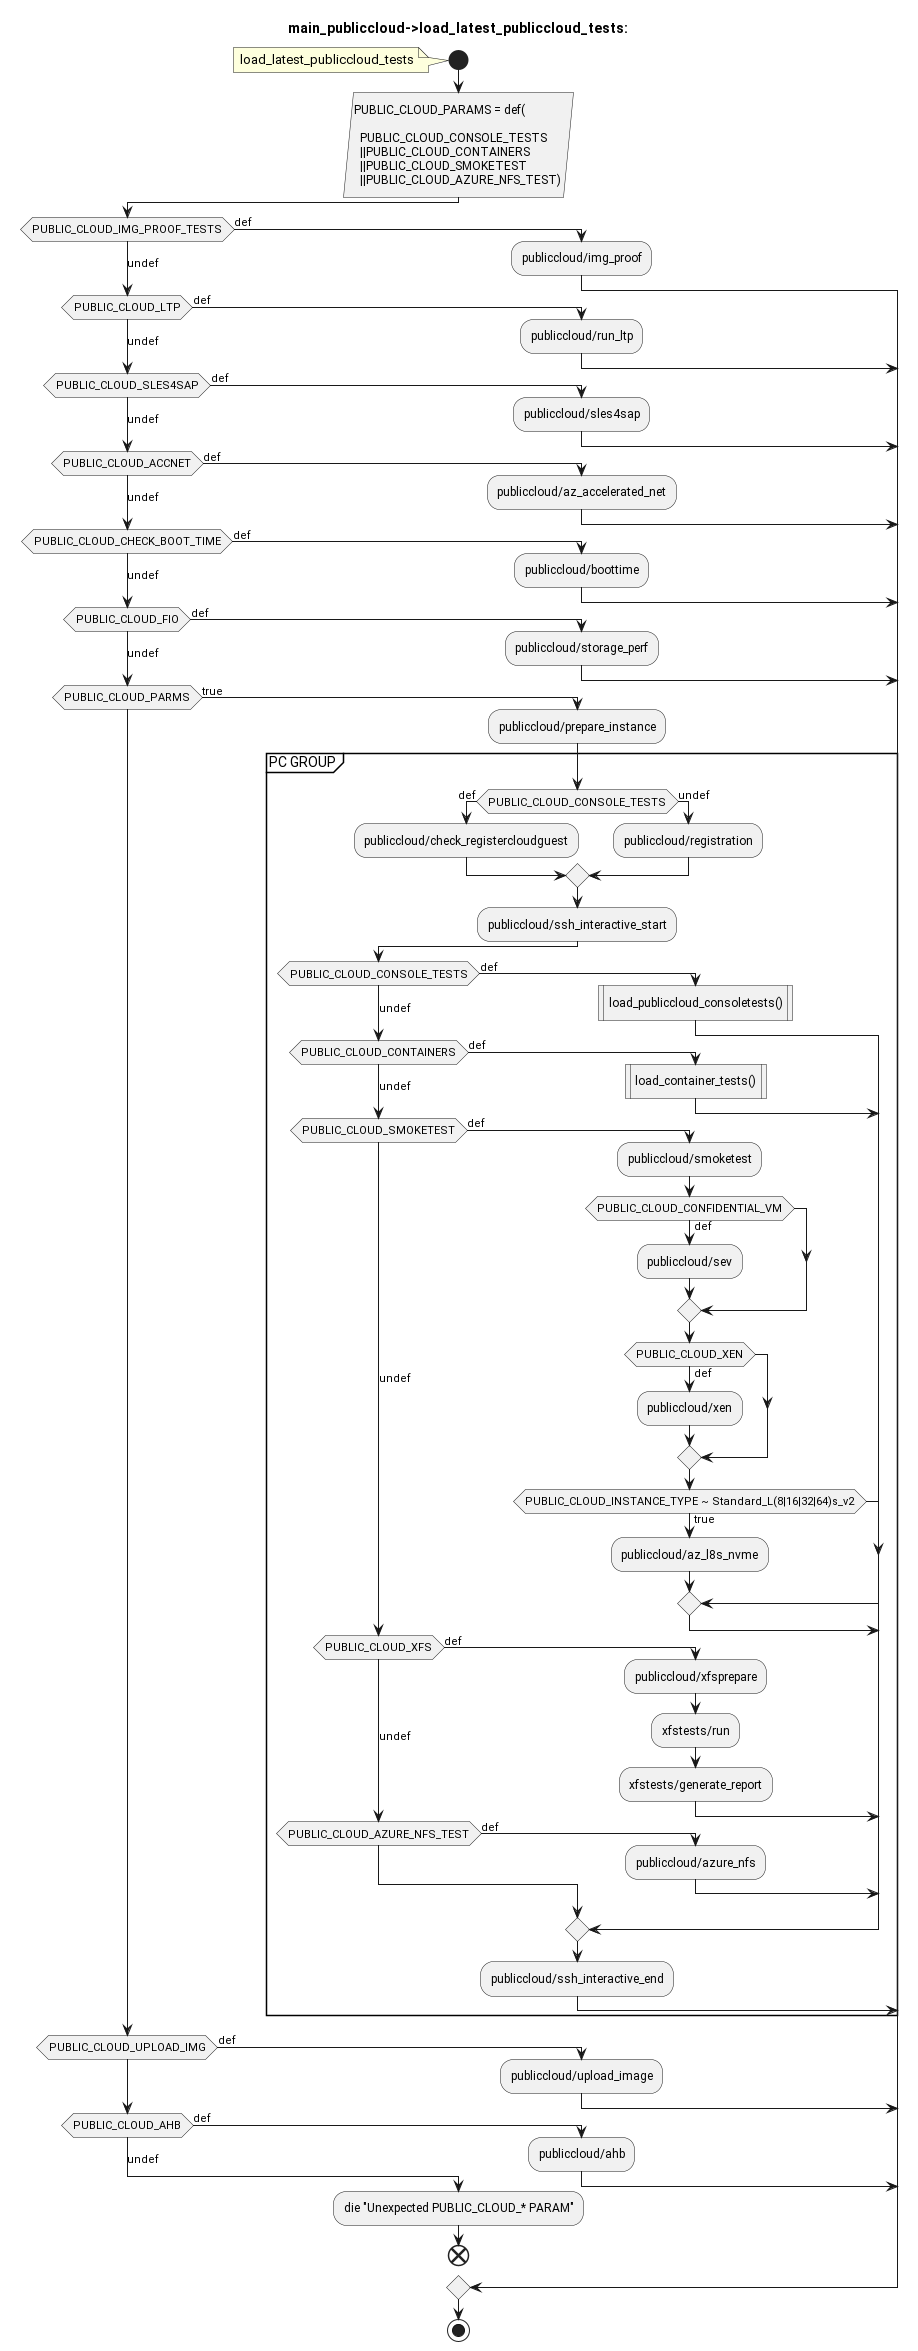 main_publiccloud->load_latest_publiccloud_tests:
load_latest_publiccloud_tests
PUBLIC_CLOUD_PARAMS = def(
PUBLIC_CLOUD_CONSOLE_TESTS
||PUBLIC_CLOUD_CONTAINERS
||PUBLIC_CLOUD_SMOKETEST
||PUBLIC_CLOUD_AZURE_NFS_TEST)
PUBLIC_CLOUD_IMG_PROOF_TESTS
def
publiccloud/img_proof
undef
PUBLIC_CLOUD_LTP
def
publiccloud/run_ltp
undef
PUBLIC_CLOUD_SLES4SAP
def
publiccloud/sles4sap
undef
PUBLIC_CLOUD_ACCNET
def
publiccloud/az_accelerated_net
undef
PUBLIC_CLOUD_CHECK_BOOT_TIME
def
publiccloud/boottime
undef
PUBLIC_CLOUD_FIO
def
publiccloud/storage_perf
undef
PUBLIC_CLOUD_PARMS
true
publiccloud/prepare_instance
PC GROUP
def
PUBLIC_CLOUD_CONSOLE_TESTS
undef
publiccloud/check_registercloudguest
publiccloud/registration
publiccloud/ssh_interactive_start
PUBLIC_CLOUD_CONSOLE_TESTS
def
load_publiccloud_consoletests()
undef
PUBLIC_CLOUD_CONTAINERS
def
load_container_tests()
undef
PUBLIC_CLOUD_SMOKETEST
def
publiccloud/smoketest
PUBLIC_CLOUD_CONFIDENTIAL_VM
def
publiccloud/sev
PUBLIC_CLOUD_XEN
def
undef
publiccloud/xen
PUBLIC_CLOUD_INSTANCE_TYPE ~ Standard_L(8|16|32|64)s_v2
true
publiccloud/az_l8s_nvme
PUBLIC_CLOUD_XFS
def
publiccloud/xfsprepare
xfstests/run
undef
xfstests/generate_report
PUBLIC_CLOUD_AZURE_NFS_TEST
def
publiccloud/azure_nfs
publiccloud/ssh_interactive_end
PUBLIC_CLOUD_UPLOAD_IMG
def
publiccloud/upload_image
PUBLIC_CLOUD_AHB
def
publiccloud/ahb
undef
die "Unexpected PUBLIC_CLOUD_* PARAM"